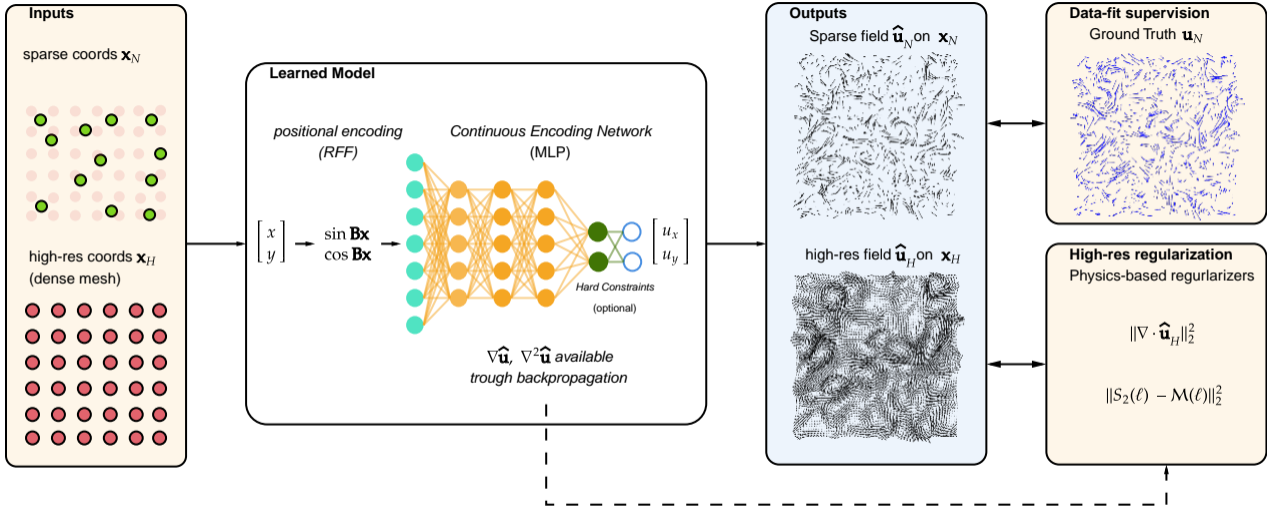 Inputs
sparse coords 𝐱_N
high-res coords 𝐱_H
(dense mesh)
Learned Model
positional encoding
(RFF)
Continuous Encoding Network
(MLP)
[x
y]
sin 𝐁𝐱
cos 𝐁𝐱
[u_x
u_y]
Hard Constraints
(optional)
∇𝐮̂, ∇²𝐮̂ available
trough backpropagation
Outputs
Sparse field 𝐮̂_N on 𝐱_N
high-res field 𝐮̂_H on 𝐱_H
Data-fit supervision
Ground Truth 𝐮_N
High-res regularization
Physics-based regurlarizers
‖∇ · 𝐮̂_H‖²₂
‖S₂(ℓ) − M(ℓ)‖²₂